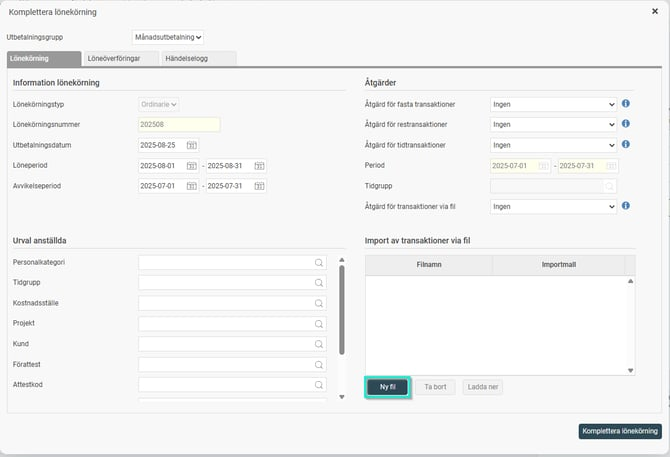 Komplettera lönekörning
Utbetalningsgrupp Månadsutbetalning
Lönekörning Löneöverföringar Händelselogg
Information lönekörning
Lönekörningstyp Ordinarie
Lönekörningsnummer 202508
Utbetalningsdatum 2025-08-25
Löneperiod 2025-08-01 - 2025-08-31
Avvikelseperiod 2025-07-01 - 2025-07-31
Åtgärder
Åtgärd för fasta transaktioner Ingen
Åtgärd för restransaktioner Ingen
Åtgärd för tidtransaktioner Ingen
Period 2025-07-01 - 2025-07-31
Tidgrupp
Åtgärd för transaktioner via fil Ingen
Urval anställda
Personalkategori
Tidgrupp
Kostnadsställe
Projekt
Kund
Förattest
Attestkod
Import av transaktioner via fil
Filnamn Importmall
Ny fil Ta bort Ladda ner
Komplettera lönekörning